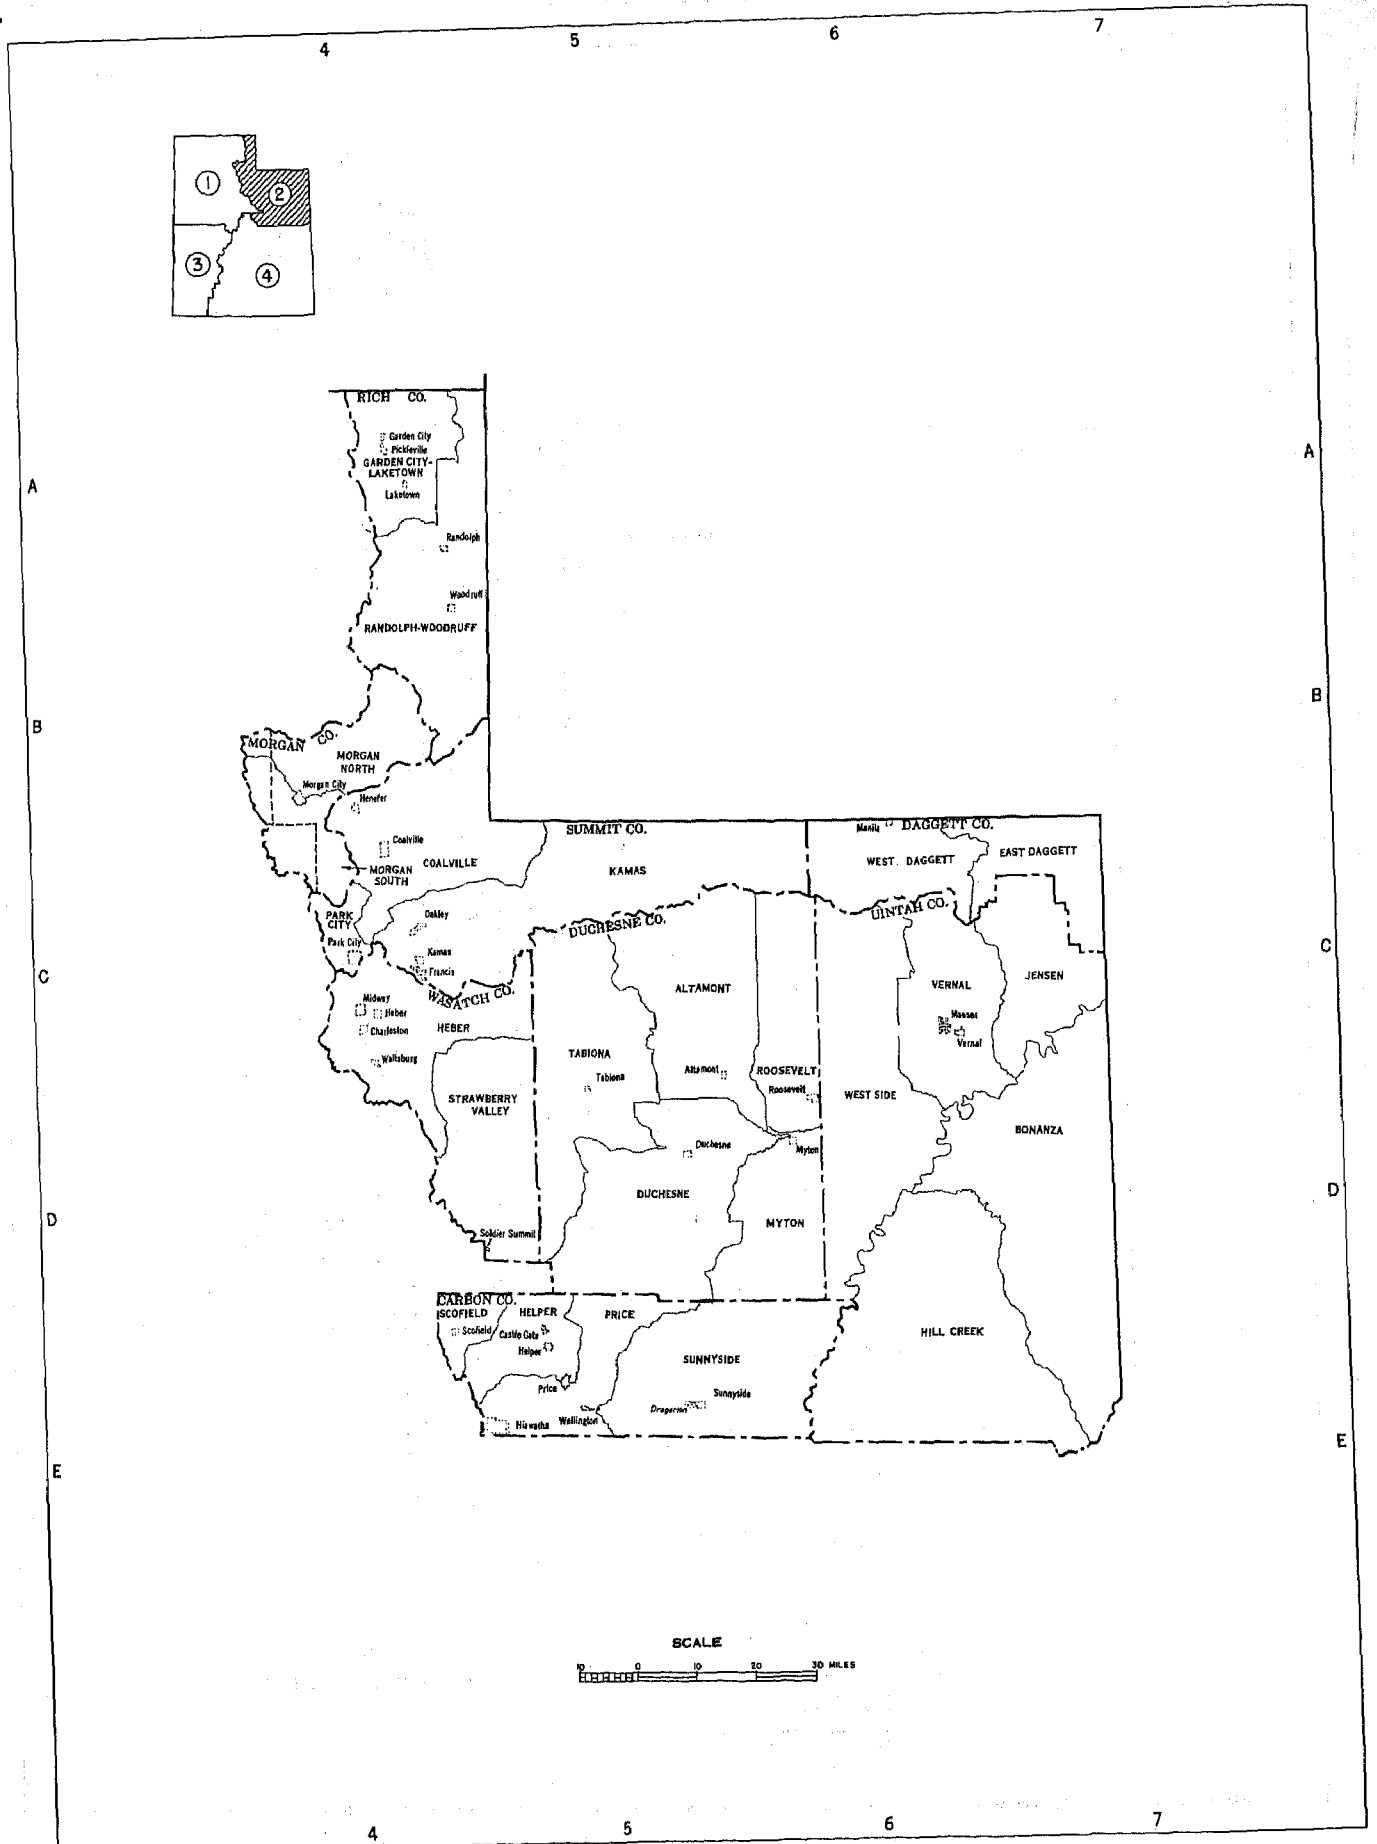 4 5 6 7
1
2
3
4
RICH CO.
Garden City
Pickleville
GARDEN CITY-
LAKETOWN
Laketown
A A
Randolph
Woodruff
RANDOLPH-WOODRUFF
B B
MORGAN CO.
MORGAN
NORTH
Morgan City
Henefer
SUMMIT CO.
Manila
DAGGETT CO.
Coalville
COALVILLE
MORGAN
SOUTH
KAMAS
WEST DAGGETT
EAST DAGGETT
PARK
CITY
Park City
Oakley
Kamas
Francis
DUCHESNE CO.
UINTAH CO.
C C
WASATCH CO.
Midway
Heber
Charleston
HEBER
Wallsburg
ALTAMONT
VERNAL
JENSEN
Maeser
Vernal
TABIONA
Tabiona
Altamont
ROOSEVELT
Roosevelt
STRAWBERRY
VALLEY
WEST SIDE
BONANZA
Duchesne
Myton
DUCHESNE
MYTON
D D
Soldier Summit
CARBON CO.
SCOFIELD
HELPER
PRICE
Scofield
Castle Gate
Helper
HILL CREEK
SUNNYSIDE
Price
Sunnyside
Dragerton
Hiawatha
Wellington
E E
SCALE
10 0 10 20 30 MILES
4 5 6 7